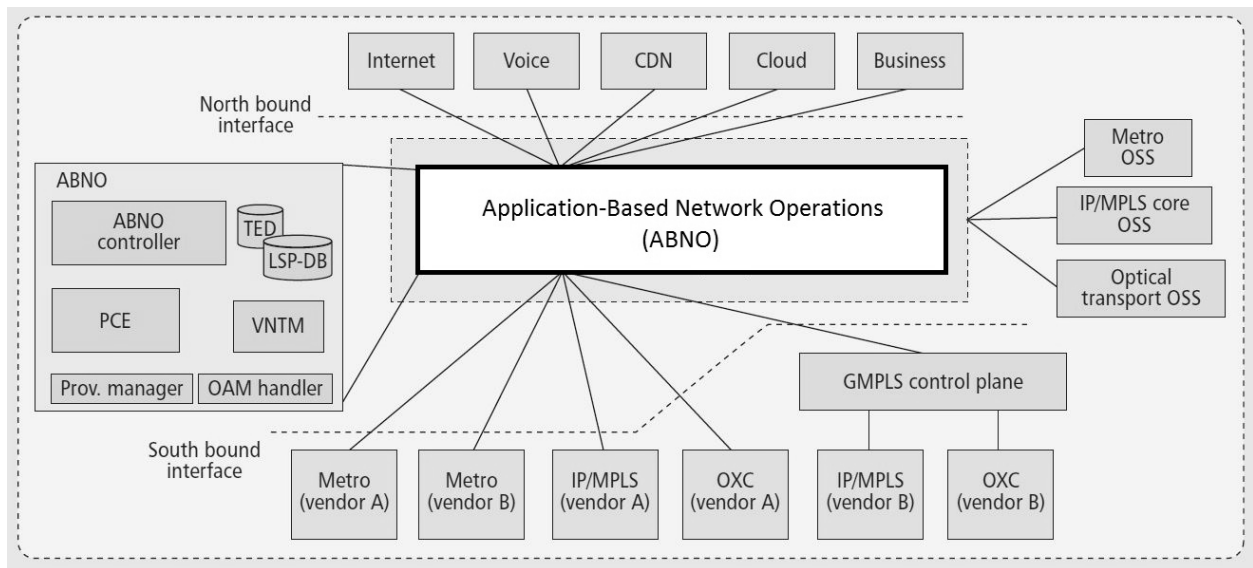 Internet
Voice
CDN
Cloud
Business
North bound
interface
Metro
OSS
IP/MPLS core
OSS
Optical
transport OSS
Application-Based Network Operations
(ABNO)
ABNO
ABNO
controller
TED
LSP-DB
PCE
VNTM
Prov. manager
OAM handler
GMPLS control plane
South bound
interface
Metro
(vendor A)
Metro
(vendor B)
IP/MPLS
(vendor A)
OXC
(vendor A)
IP/MPLS
(vendor B)
OXC
(vendor B)